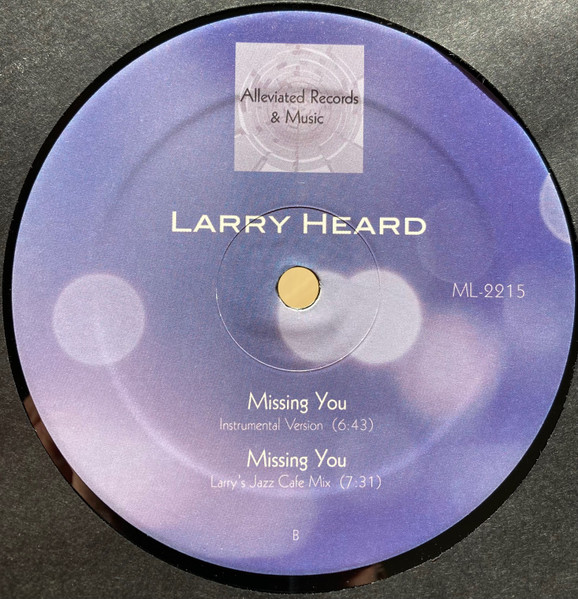 Alleviated Records
& Music
LARRY HEARD
ML-2215
Missing You
Instrumental Version (6:43)
Missing You
Larry's Jazz Cafe Mix (7:31)
B